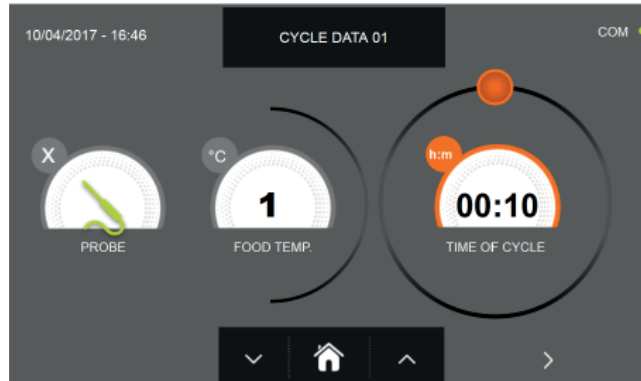 10/04/2017 - 16:46
CYCLE DATA 01
COM
X
°C
h:m
1
00:10
PROBE
FOOD TEMP.
TIME OF CYCLE